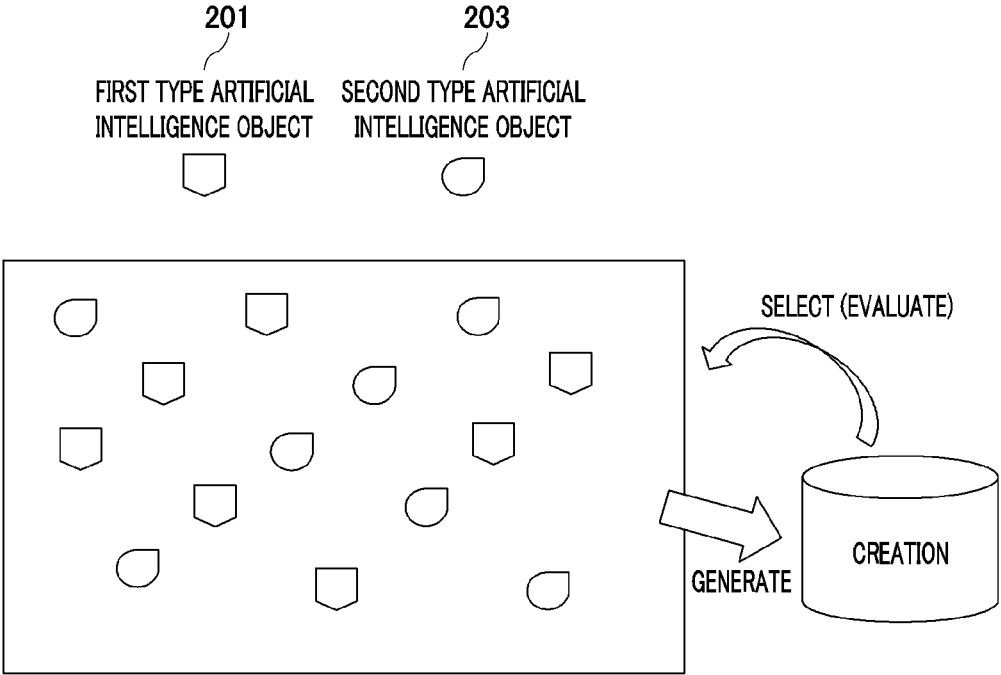 201
203
FIRST TYPE ARTIFICIAL
INTELLIGENCE OBJECT
SECOND TYPE ARTIFICIAL
INTELLIGENCE OBJECT
SELECT (EVALUATE)
CREATION
GENERATE